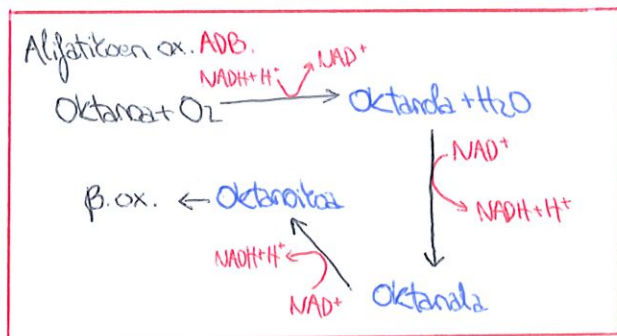 Alifatikoen ox. ADB.
NADH+H⁺ NAD⁺
Oktanoa + O₂ → Oktanola + H₂O
NAD⁺
β.ox. ← Oktanoikoa
NADH+H⁺
NADH+H⁺
NAD⁺
Oktanala